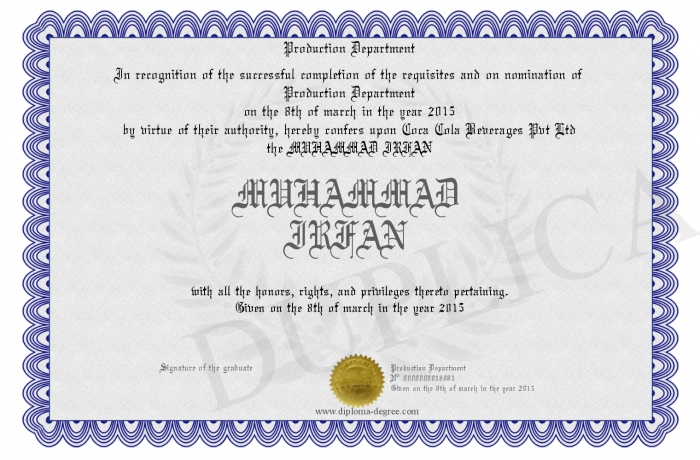 Production Department
In recognition of the successful completion of the requisites and on nomination of
Production Department
on the 8th of march in the year 2015
by virtue of their authority, hereby confers upon Coca Cola Beverages Pvt Ltd
the MUHAMMAD IRFAN
MUHAMMAD
IRFAN
with all the honors, rights, and privileges thereto pertaining.
Given on the 8th of march in the year 2015
Signature of the graduate
Production Department
Given on the 8th of march in the year 2015
www.diploma-degree.com
DUPLICA